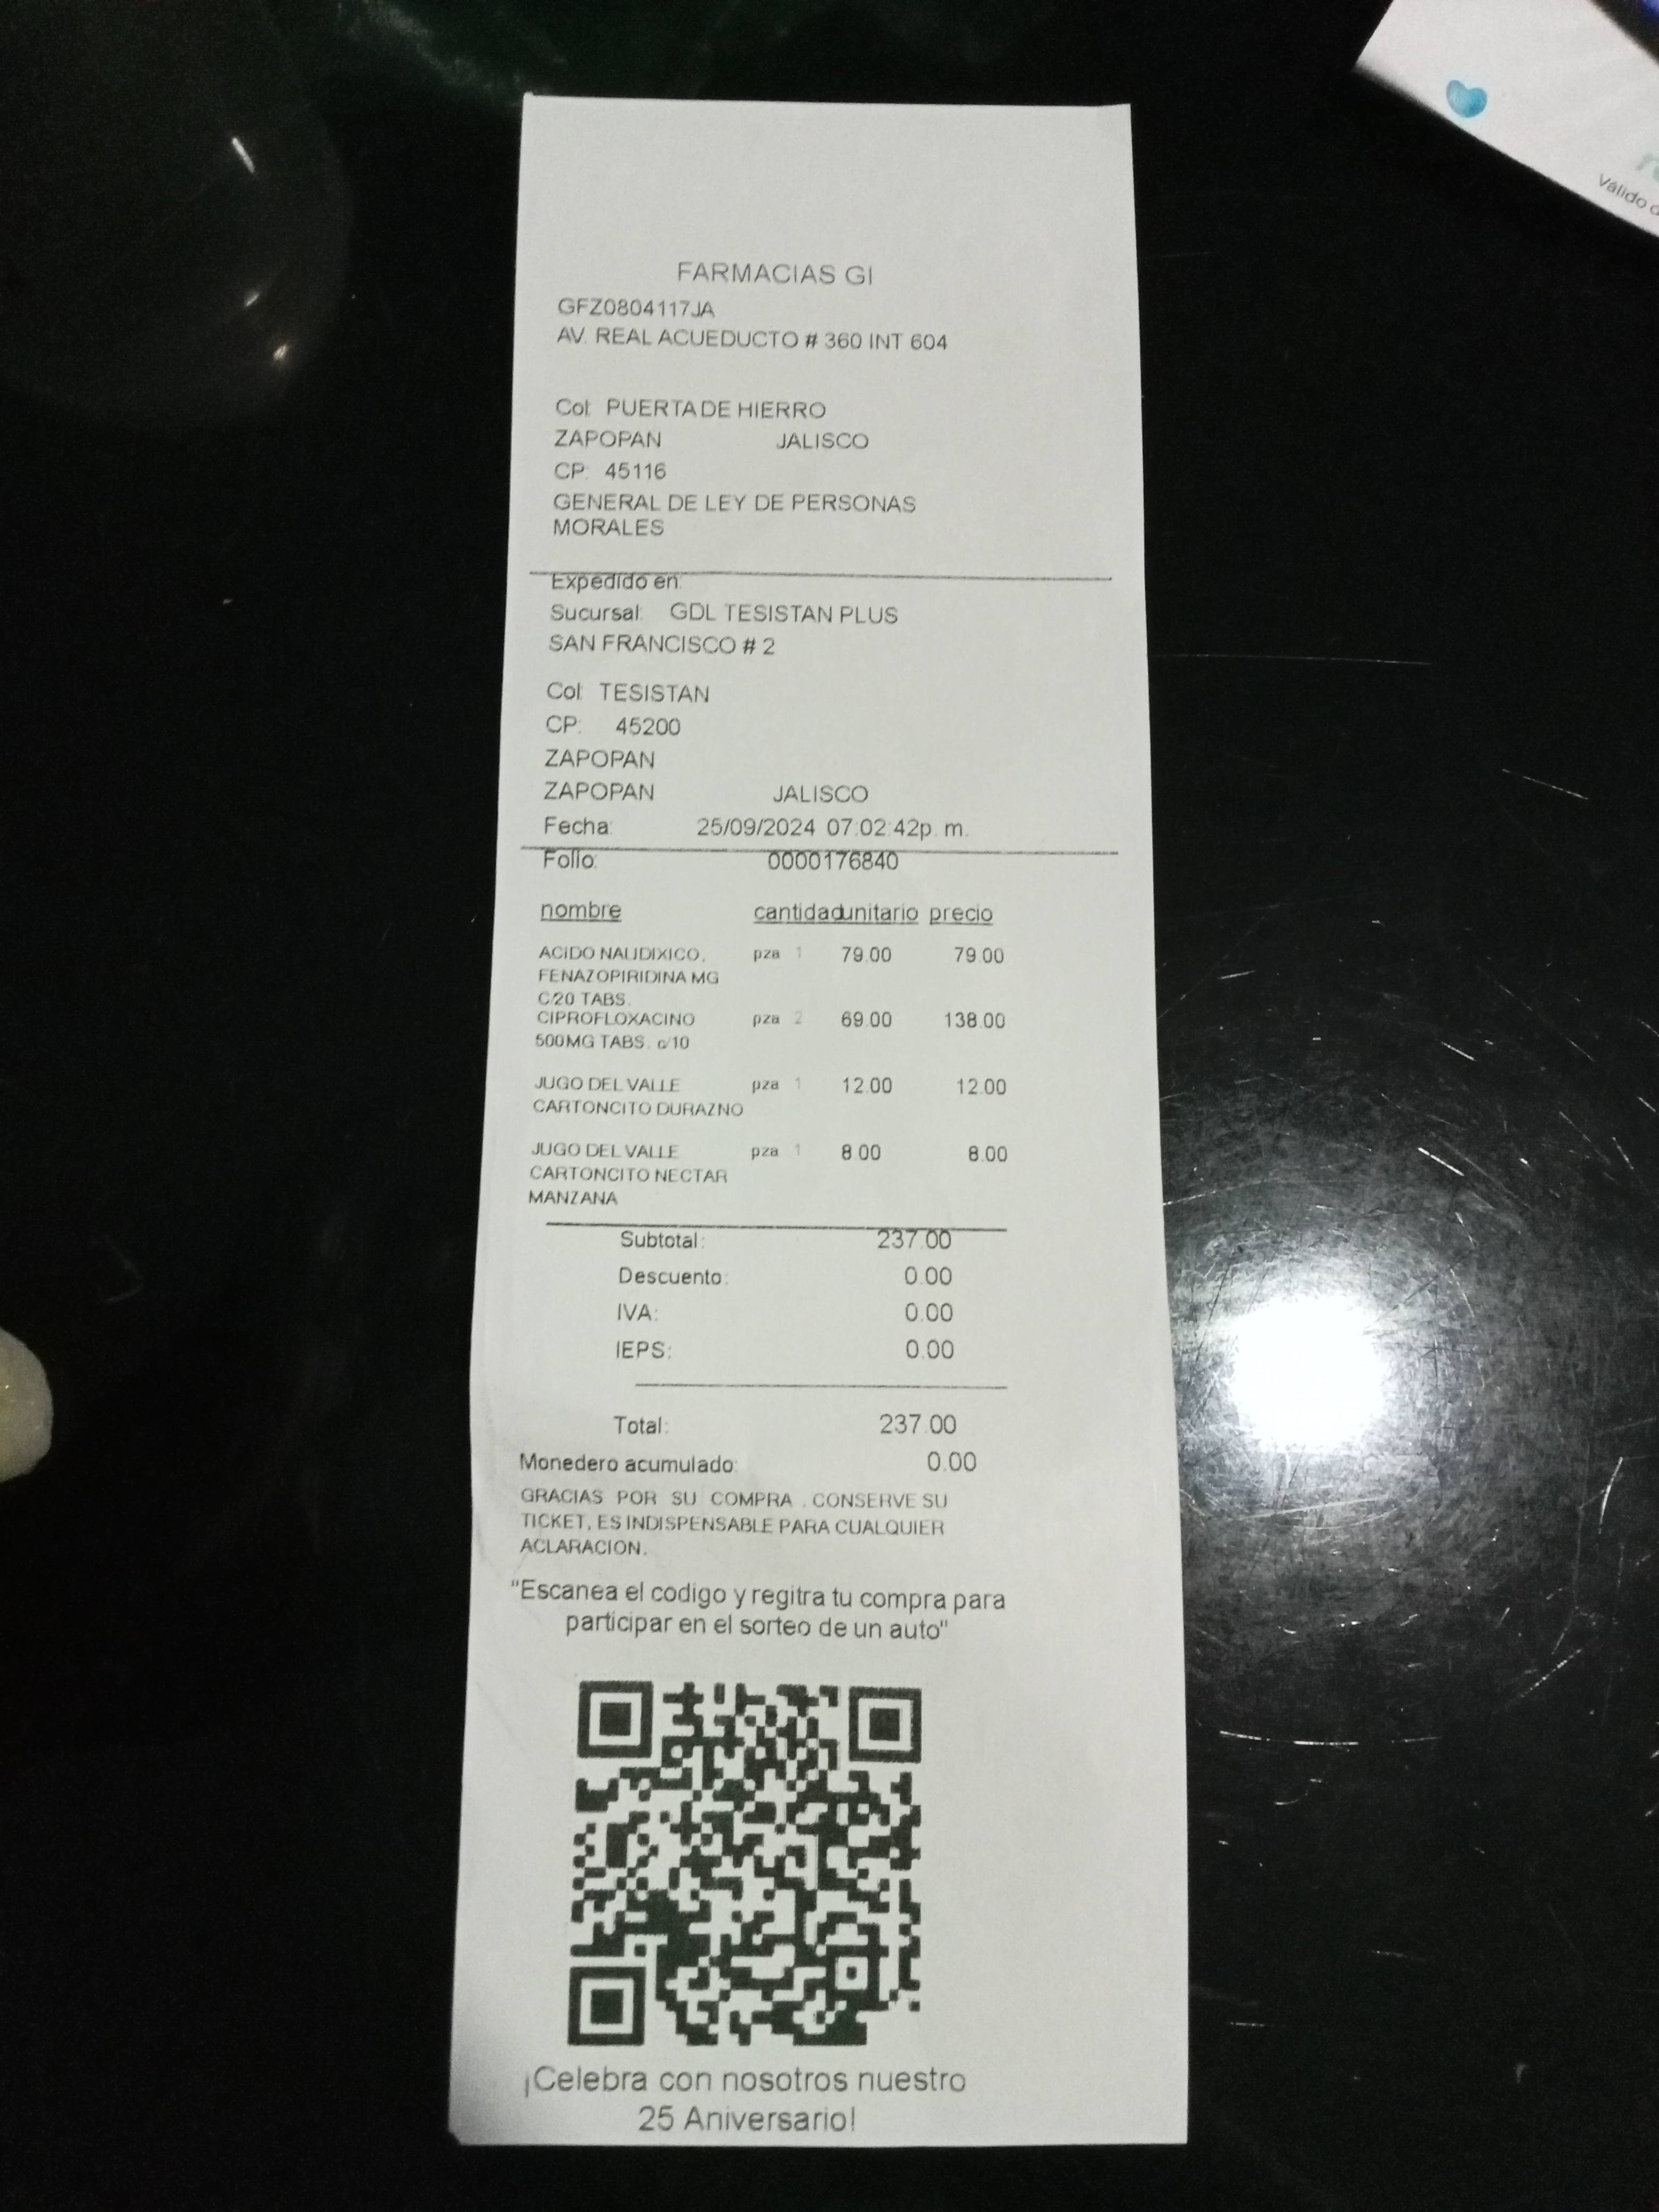 FARMACIAS GI
GFZ0804117JA
AV. REAL ACUEDUCTO # 360 INT 604
Col: PUERTA DE HIERRO
ZAPOPAN JALISCO
CP: 45116
GENERAL DE LEY DE PERSONAS
MORALES
Expedido en:
Sucursal: GDL TESISTAN PLUS
SAN FRANCISCO # 2
Col: TESISTAN
CP: 45200
ZAPOPAN
ZAPOPAN JALISCO
Fecha: 25/09/2024 07:02:42p. m.
Folio: 0000176840
nombre cantidad unitario precio
ACIDO NALIDIXICO, pza 1 79.00 79.00
FENAZOPIRIDINA MG
C/20 TABS.
CIPROFLOXACINO pza 2 69.00 138.00
500MG TABS. c/10
JUGO DEL VALLE pza 1 12.00 12.00
CARTONCITO DURAZNO
JUGO DEL VALLE pza 1 8.00 8.00
CARTONCITO NECTAR
MANZANA
Subtotal: 237.00
Descuento: 0.00
IVA: 0.00
IEPS: 0.00
Total: 237.00
Monedero acumulado: 0.00
GRACIAS POR SU COMPRA . CONSERVE SU
TICKET, ES INDISPENSABLE PARA CUALQUIER
ACLARACION.
"Escanea el codigo y regitra tu compra para
participar en el sorteo de un auto"
¡Celebra con nosotros nuestro
25 Aniversario!
Válido